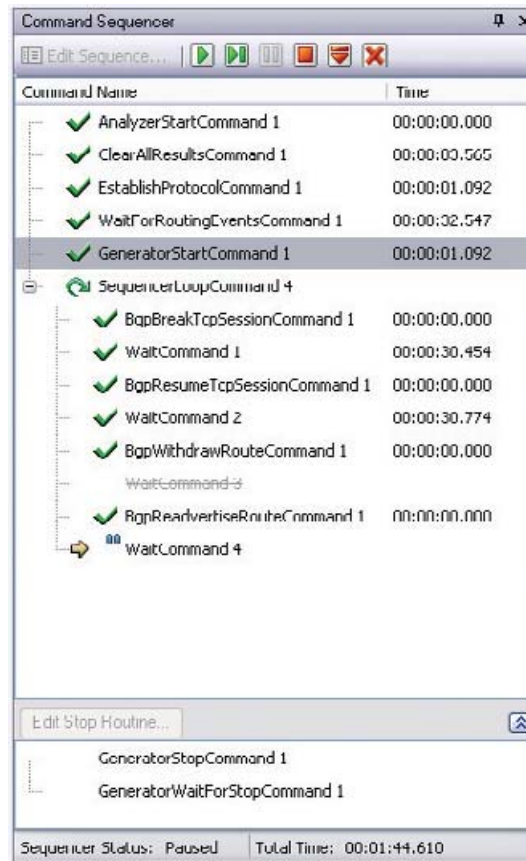 Command Sequencer
Edit Sequence...
Command Name Time
AnalyzerStartCommand 1 00:00:00.000
ClearAllResultsCommand 1 00:00:03.565
EstablishProtocolCommand 1 00:00:01.092
WaitForRoutingEventsCommand 1 00:00:32.547
GeneratorStartCommand 1 00:00:01.092
SequencerLoopCommand 4
BgpBreakTcpSessionCommand 1 00:00:00.000
WaitCommand 1 00:00:30.454
BgpResumeTcpSessionCommand 1 00:00:00.000
WaitCommand 2 00:00:30.774
BgpWithdrawRouteCommand 1 00:00:00.000
WaitCommand 3
BgpReadvertiseRouteCommand 1 00:00:00.000
WaitCommand 4
Edit Stop Routine...
GeneratorStopCommand 1
GeneratorWaitForStopCommand 1
Sequencer Status: Paused Total Time: 00:01:44.610